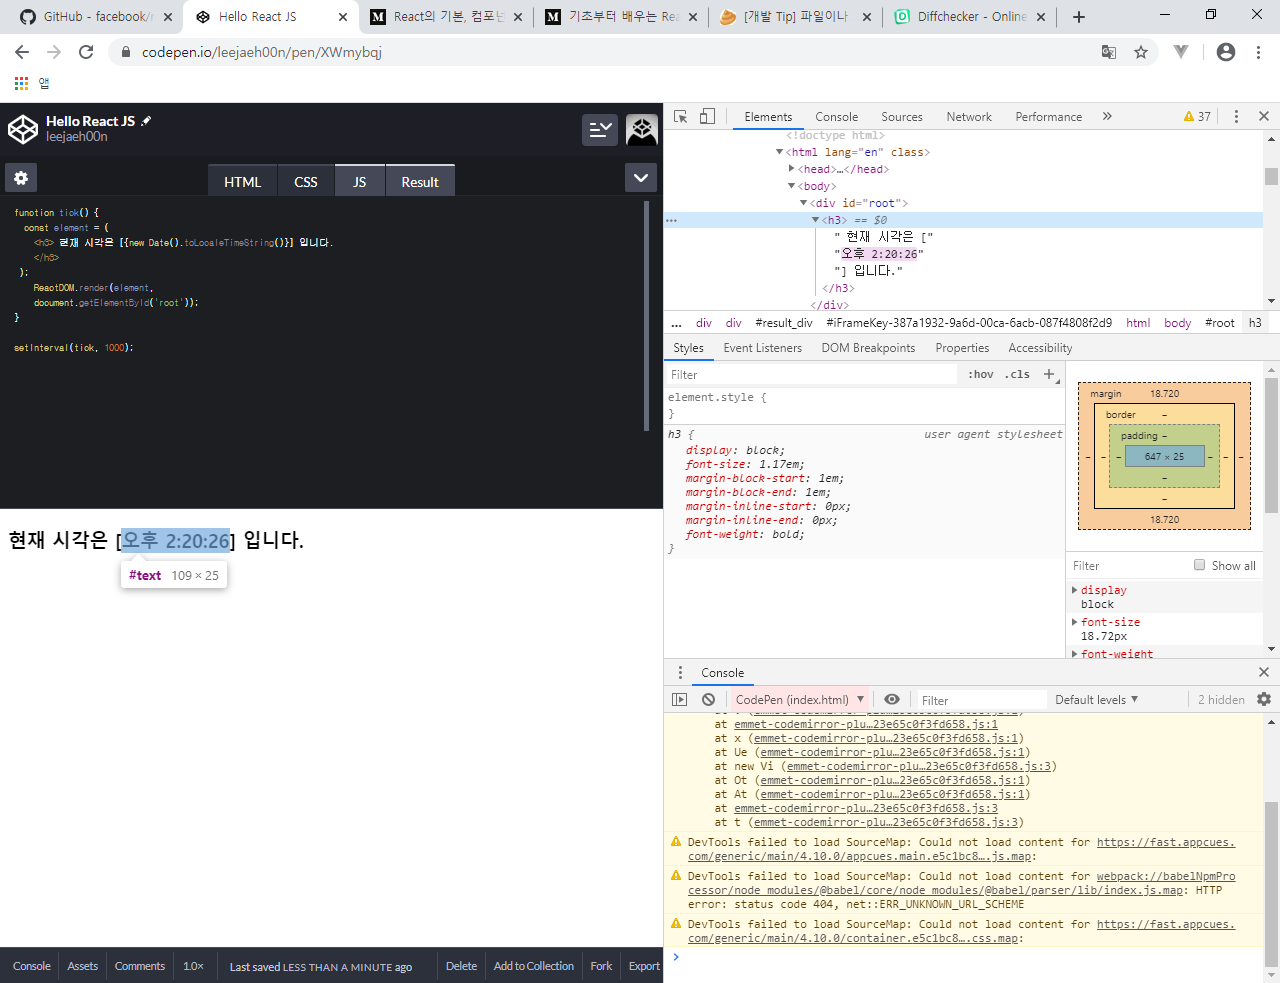 GitHub - facebook/r
Hello React JS
React의 기본, 컴포넌
기초부터 배우는 Rea
[개발 Tip] 파일이나
Diffchecker - Online
codepen.io/leejaeh00n/pen/XWmybqj
앱
Hello React JS
leejaeh00n
HTML CSS JS Result
function tick() {
const element = (
<h3> 현재 시각은 [{new Date().toLocaleTimeString()}] 입니다.
</h3>
);
ReactDOM.render(element,
document.getElementById('root'));
}
setInterval(tick, 1000);
현재 시각은 [오후 2:20:26] 입니다.
#text 109 × 25
Console Assets Comments 1.0× Last saved LESS THAN A MINUTE ago Delete Add to Collection Fork Export
Elements Console Sources Network Performance » 37
<!doctype html>
<html lang="en" class>
<head>…</head>
<body>
<div id="root">
… <h3> == $0
" 현재 시각은 ["
"오후 2:20:26"
"] 입니다."
</h3>
</div>
… div div #result_div #iFrameKey-387a1932-9a6d-00ca-6acb-087f4808f2d9 html body #root h3
Styles Event Listeners DOM Breakpoints Properties Accessibility
Filter :hov .cls +
element.style {
}
h3 { user agent stylesheet
display: block;
font-size: 1.17em;
margin-block-start: 1em;
margin-block-end: 1em;
margin-inline-start: 0px;
margin-inline-end: 0px;
font-weight: bold;
}
margin 18.720
border –
padding –
– – – 647 × 25 – – –
–
–
18.720
Filter Show all
display
block
font-size
18.72px
font-weight
Console
CodePen (index.html) Filter Default levels 2 hidden
at emmet-codemirror-plu…23e65c0f3fd658.js:1
at x (emmet-codemirror-plu…23e65c0f3fd658.js:1)
at Ue (emmet-codemirror-plu…23e65c0f3fd658.js:1)
at new Vi (emmet-codemirror-plu…23e65c0f3fd658.js:3)
at Ot (emmet-codemirror-plu…23e65c0f3fd658.js:1)
at At (emmet-codemirror-plu…23e65c0f3fd658.js:1)
at emmet-codemirror-plu…23e65c0f3fd658.js:3
at t (emmet-codemirror-plu…23e65c0f3fd658.js:3)
DevTools failed to load SourceMap: Could not load content for https://fast.appcues.
com/generic/main/4.10.0/appcues.main.e5c1bc8….js.map:
DevTools failed to load SourceMap: Could not load content for webpack://babelNpmPro
cessor/node_modules/@babel/core/node_modules/@babel/parser/lib/index.js.map: HTTP
error: status code 404, net::ERR_UNKNOWN_URL_SCHEME
DevTools failed to load SourceMap: Could not load content for https://fast.appcues.
com/generic/main/4.10.0/container.e5c1bc8….css.map: